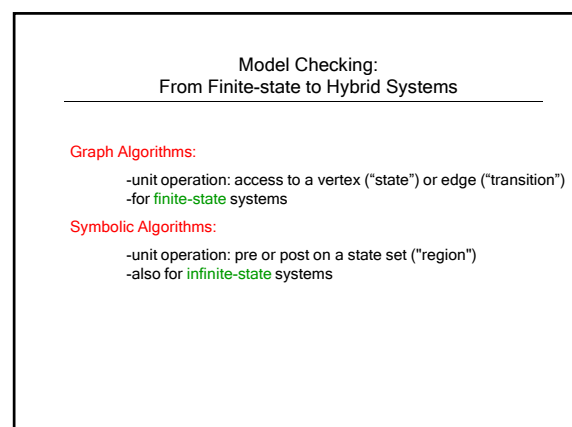 Model Checking:
From Finite-state to Hybrid Systems
Graph Algorithms:
-unit operation: access to a vertex (“state”) or edge (“transition”)
-for finite-state systems
Symbolic Algorithms:
-unit operation: pre or post on a state set ("region")
-also for infinite-state systems